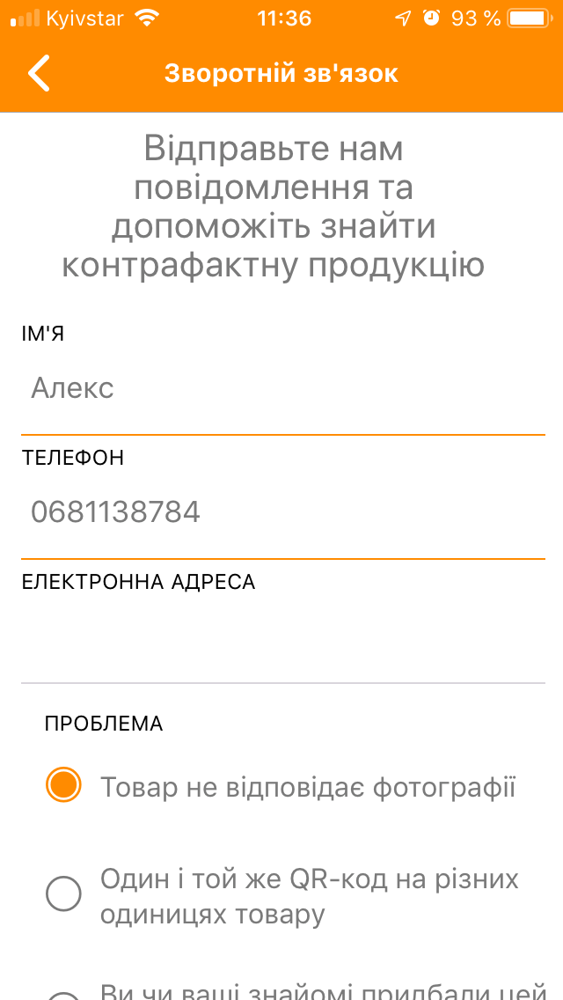 Kyivstar 11:36 93 %
Зворотній зв'язок
Відправьте нам
повідомлення та
допоможіть знайти
контрафактну продукцію
ІМ'Я
Алекс
ТЕЛЕФОН
0681138784
ЕЛЕКТРОННА АДРЕСА
ПРОБЛЕМА
Товар не відповідає фотографії
Один і той же QR-код на різних
одиницях товару
Ви чи ваші знайомі придбали цей